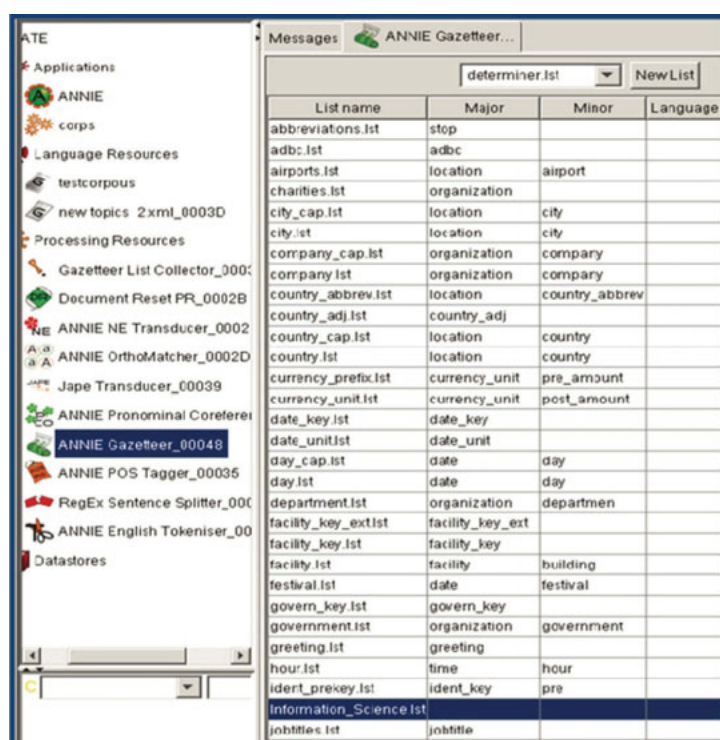 ATE
Applications
ANNIE
corps
Language Resources
testcorpous
new topics 2.xml_0003D
Processing Resources
Gazetteer List Collector_0003
Document Reset PR_0002B
ANNIE NE Transducer_0002
ANNIE OrthoMatcher_0002D
Jape Transducer_00039
ANNIE Pronominal Corefere
ANNIE Gazetteer_00048
ANNIE POS Tagger_00035
RegEx Sentence Splitter_000
ANNIE English Tokeniser_00
Datastores
Messages ANNIE Gazetteer...
determiner.lst New List
List name Major Minor Language
abbreviations.lst stop
adbc.lst adbc
airports.lst location airport
charities.lst organization
city_cap.lst location city
city.lst location city
company_cap.lst organization company
company.lst organization company
country_abbrev.lst location country_abbrev
country_adj.lst country_adj
country_cap.lst location country
country.lst location country
currency_prefix.lst currency_unit pre_amount
currency_unit.lst currency_unit post_amount
date_key.lst date_key
date_unit.lst date_unit
day_cap.lst date day
day.lst date day
department.lst organization departmen
facility_key_ext.lst facility_key_ext
facility_key.lst facility_key
facility.lst facility building
festival.lst date festival
govern_key.lst govern_key
government.lst organization government
greeting.lst greeting
hour.lst time hour
ident_prekey.lst ident_key pre
Information_Science.lst
jobtitles.lst jobtitle